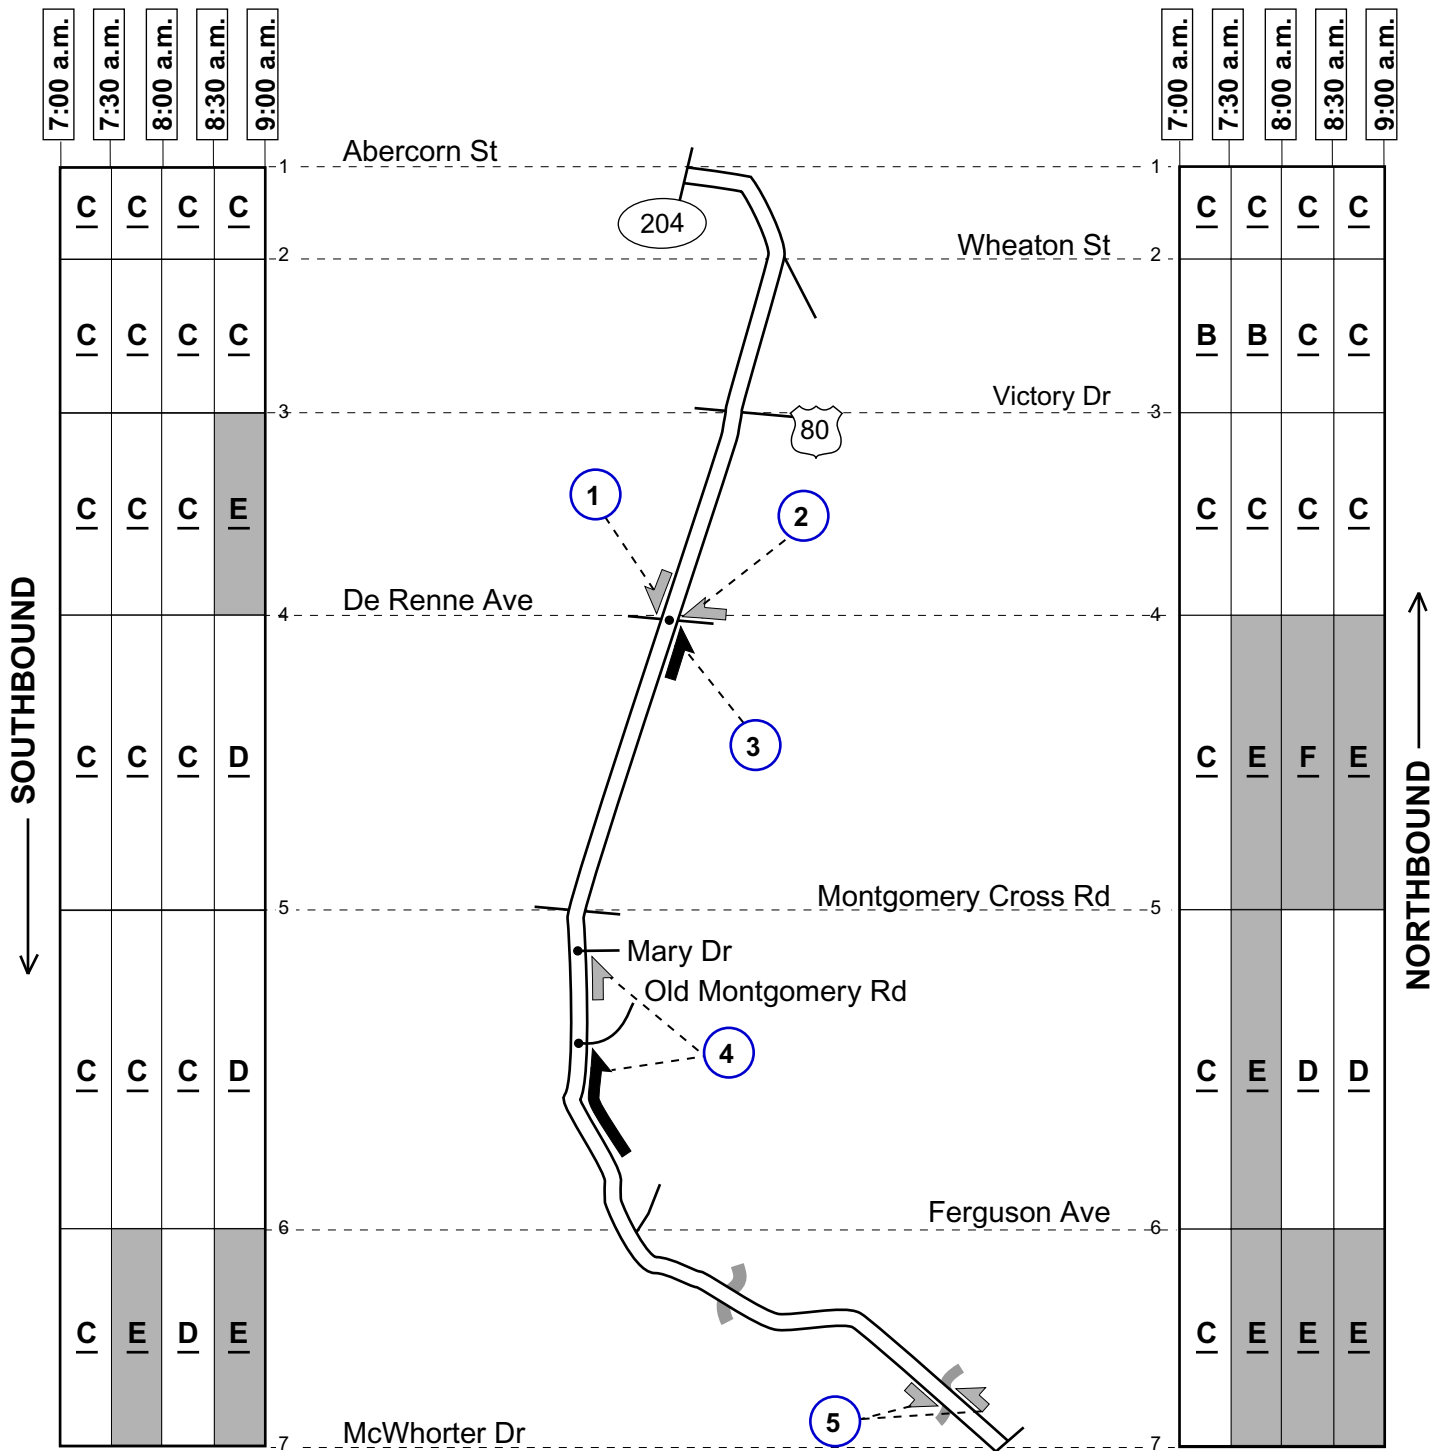 7:00 a.m. 7:30 a.m. 8:00 a.m. 8:30 a.m. 9:00 a.m. 7:00 a.m. 7:30 a.m. 8:00 a.m. 8:30 a.m. 9:00 a.m.
1 Abercorn St 1
C C C C 204 C C C C
2 Wheaton St 2
C C C C B B C C
3 Victory Dr 3
80
1 2
C C C E C C C C
4 De Renne Ave 4
SOUTHBOUND
3
C C C D C E F E
NORTHBOUND
5 Montgomery Cross Rd 5
Mary Dr
Old Montgomery Rd
4
C C C D C E D D
6 Ferguson Ave 6
C E D E C E E E
5
7 McWhorter Dr 7